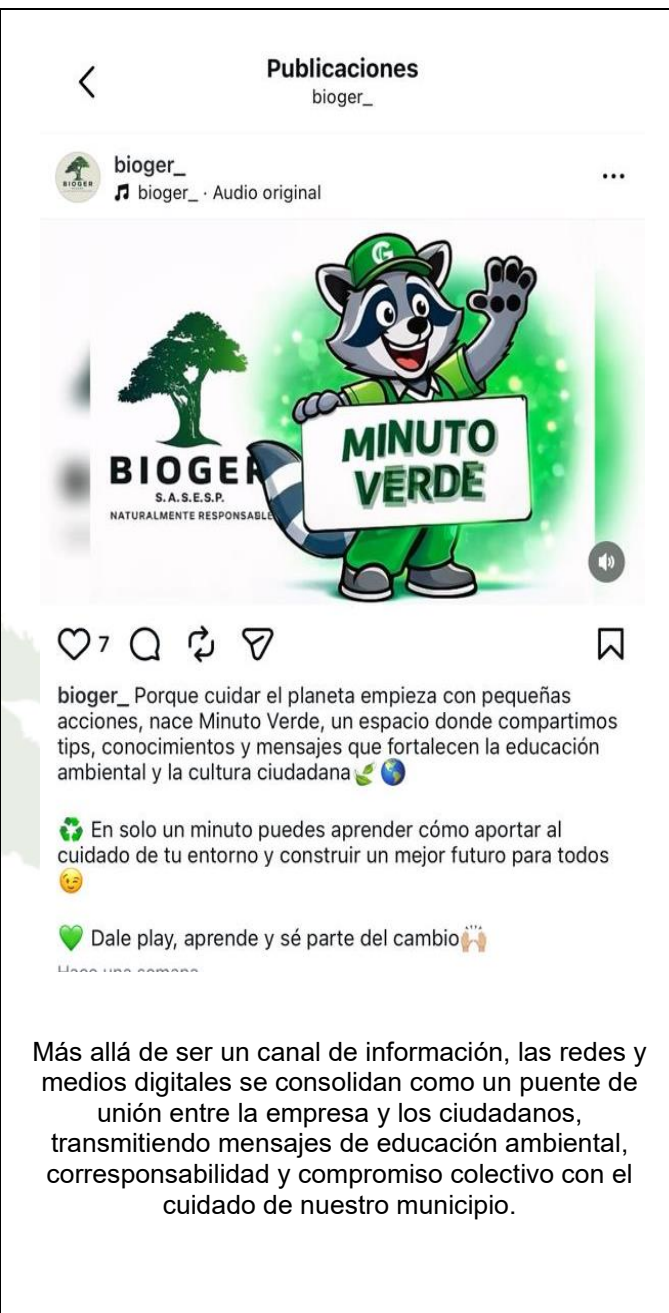 Publicaciones
bioger_
bioger_
bioger_ · Audio original
BIOGER
G
BIOGER
S.A.S.E.S.P.
NATURALMENTE RESPONSABLE
MINUTO
VERDE
7
bioger_ Porque cuidar el planeta empieza con pequeñas
acciones, nace Minuto Verde, un espacio donde compartimos
tips, conocimientos y mensajes que fortalecen la educación
ambiental y la cultura ciudadana🍃🌎
♻️ En solo un minuto puedes aprender cómo aportar al
cuidado de tu entorno y construir un mejor futuro para todos
😉
💚 Dale play, aprende y sé parte del cambio🙌🏼
Hace una semana
Más allá de ser un canal de información, las redes y
medios digitales se consolidan como un puente de
unión entre la empresa y los ciudadanos,
transmitiendo mensajes de educación ambiental,
corresponsabilidad y compromiso colectivo con el
cuidado de nuestro municipio.